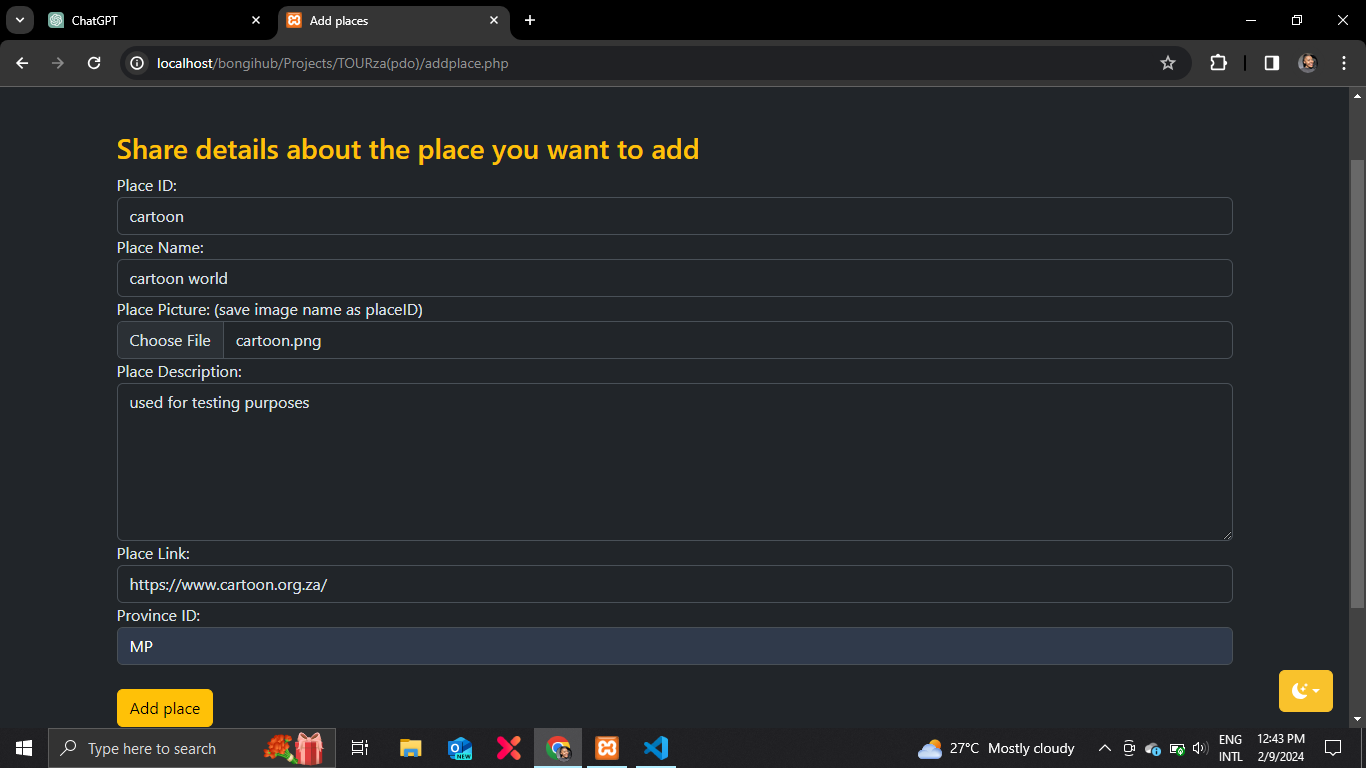 ChatGPT
Add places
localhost/bongihub/Projects/TOURza(pdo)/addplace.php
Share details about the place you want to add
Place ID:
cartoon
Place Name:
cartoon world
Place Picture: (save image name as placeID)
Choose File cartoon.png
Place Description:
used for testing purposes
Place Link:
https://www.cartoon.org.za/
Province ID:
MP
Add place
Type here to search
NEW
27°C Mostly cloudy
ENG
INTL
12:43 PM
2/9/2024